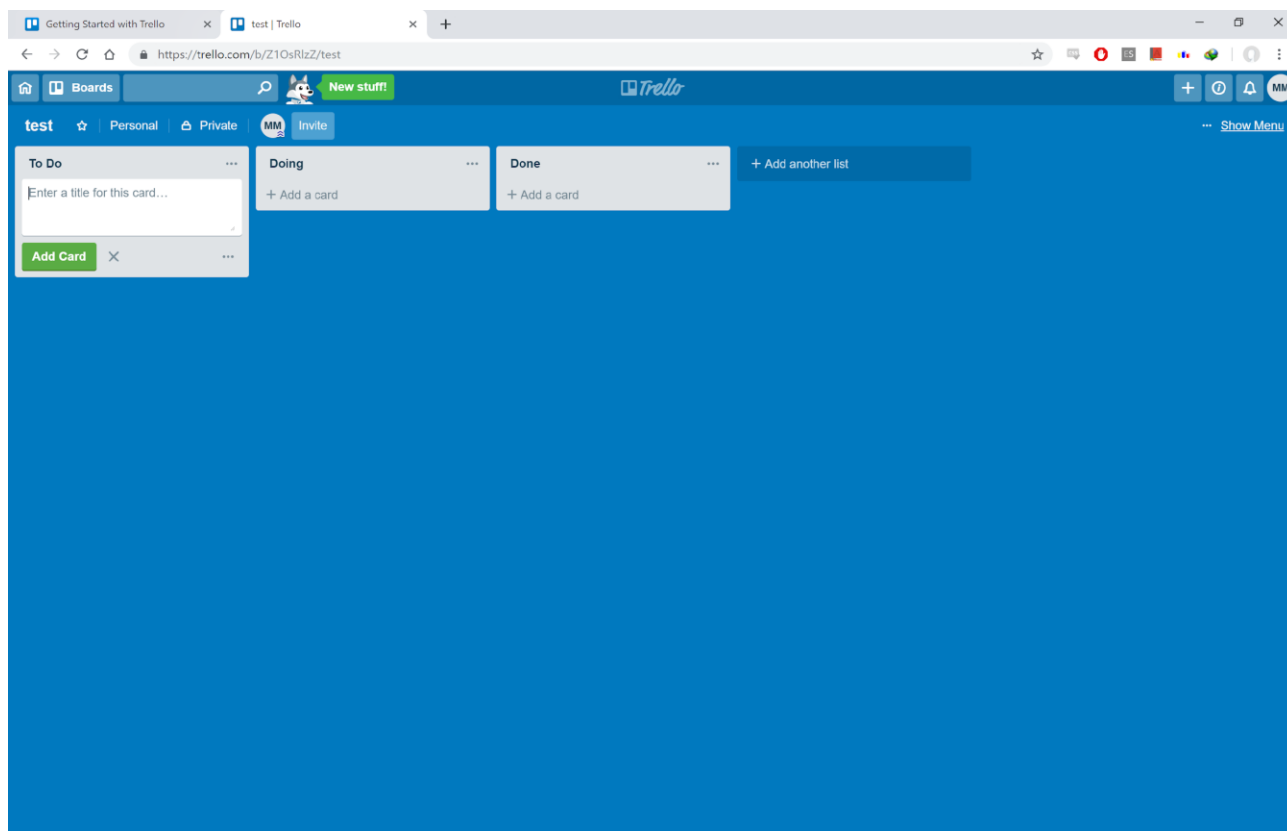 Getting Started with Trello
test | Trello
https://trello.com/b/Z1OsRlzZ/test
ES
Boards
New stuff!
Trello
MM
test
Personal
Private
MM
Invite
··· Show Menu
To Do
Enter a title for this card…
Add Card
Doing
+ Add a card
Done
+ Add a card
+ Add another list